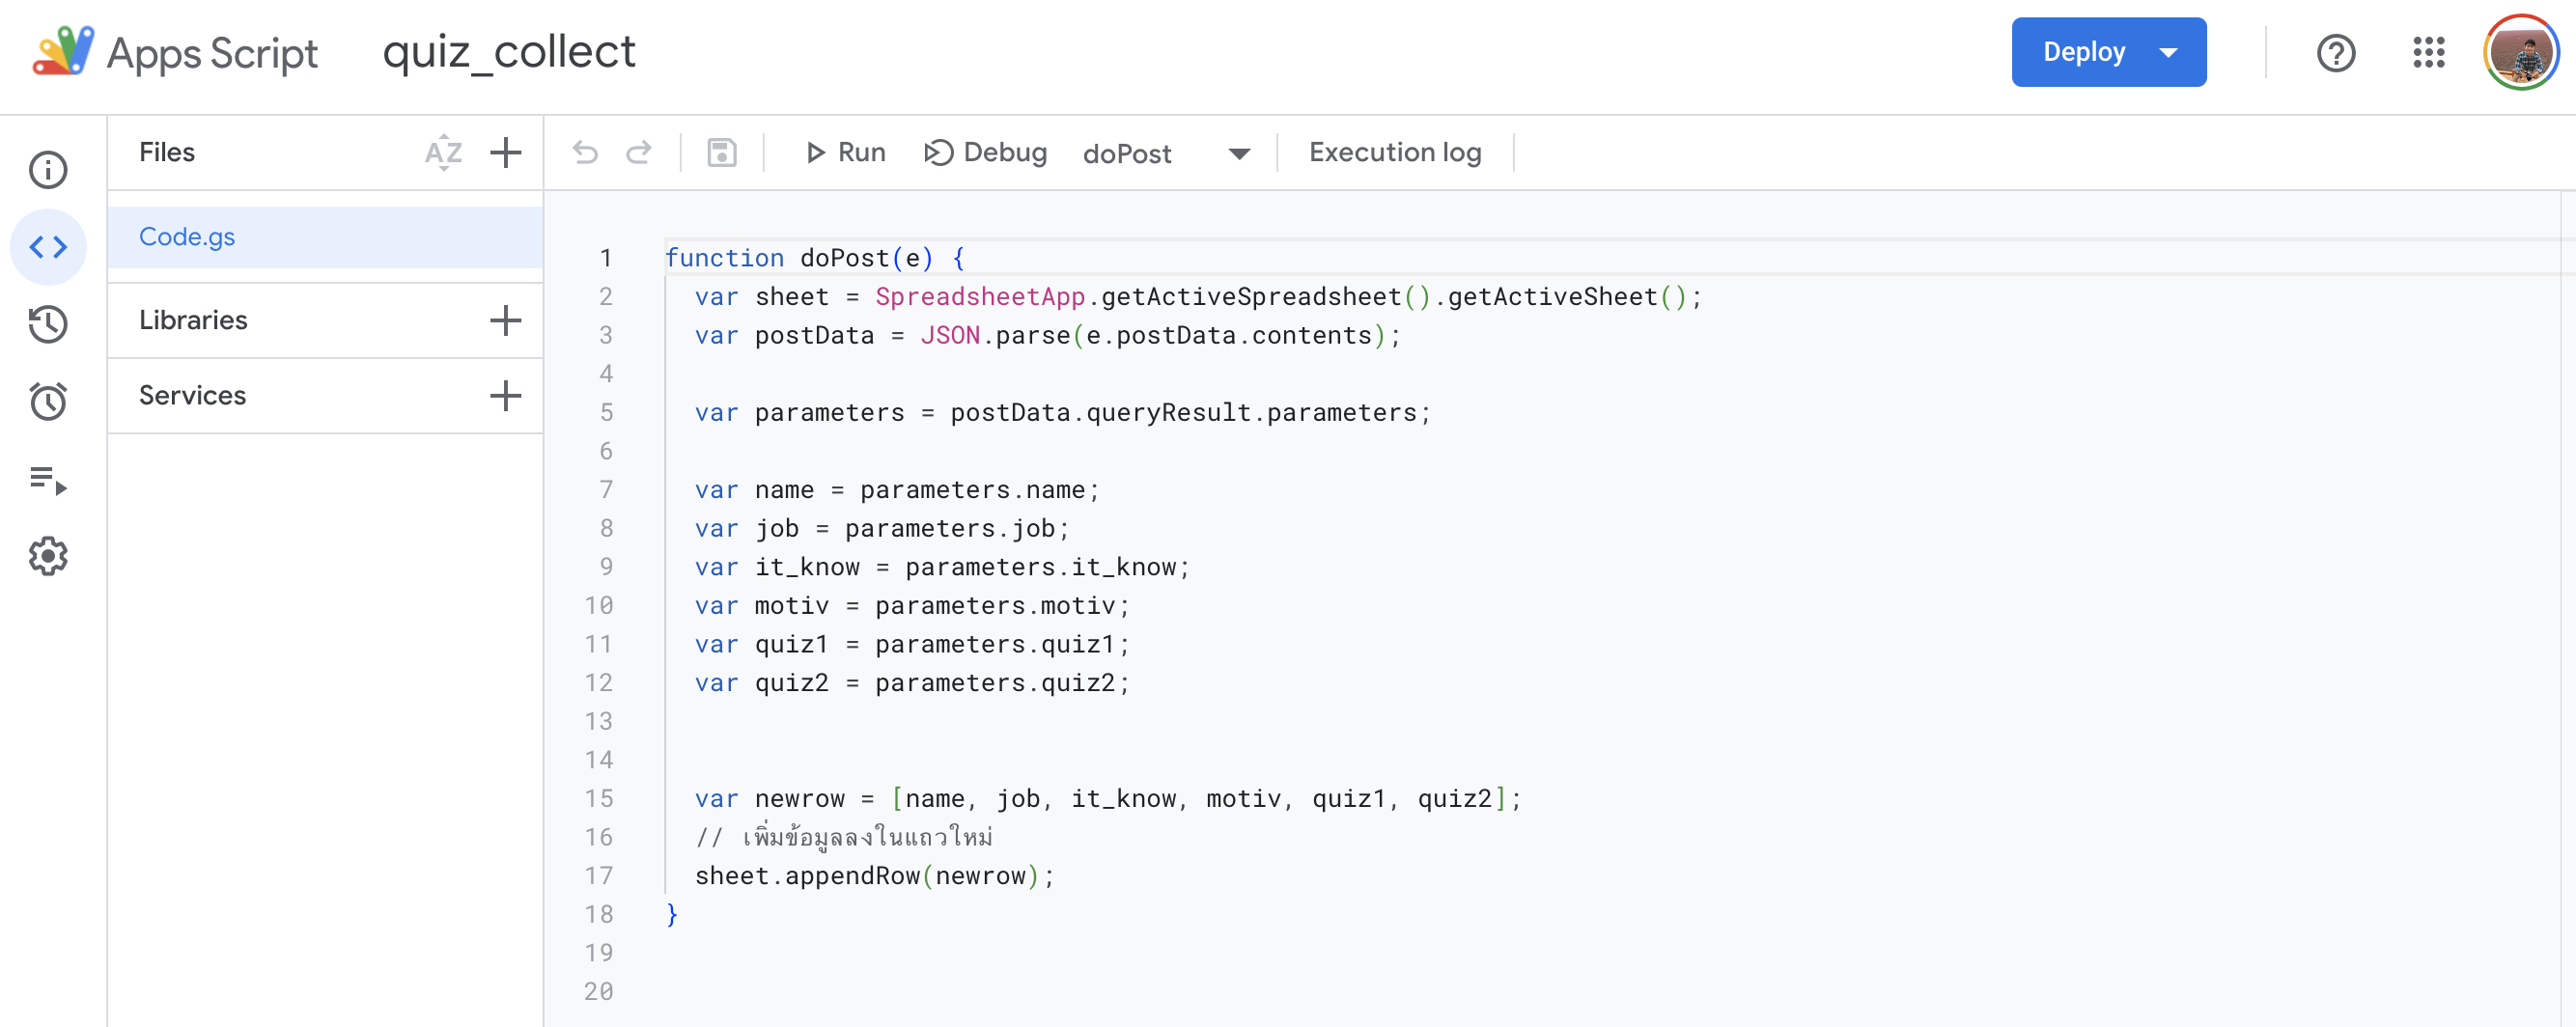 Apps Script quiz_collect Deploy
Files
Run Debug doPost Execution log
Code.gs
Libraries
Services
1 function doPost(e) {
2 var sheet = SpreadsheetApp.getActiveSpreadsheet().getActiveSheet();
3 var postData = JSON.parse(e.postData.contents);
4
5 var parameters = postData.queryResult.parameters;
6
7 var name = parameters.name;
8 var job = parameters.job;
9 var it_know = parameters.it_know;
10 var motiv = parameters.motiv;
11 var quiz1 = parameters.quiz1;
12 var quiz2 = parameters.quiz2;
13
14
15 var newrow = [name, job, it_know, motiv, quiz1, quiz2];
16 // เพิ่มข้อมูลลงในแถวใหม่
17 sheet.appendRow(newrow);
18 }
19
20